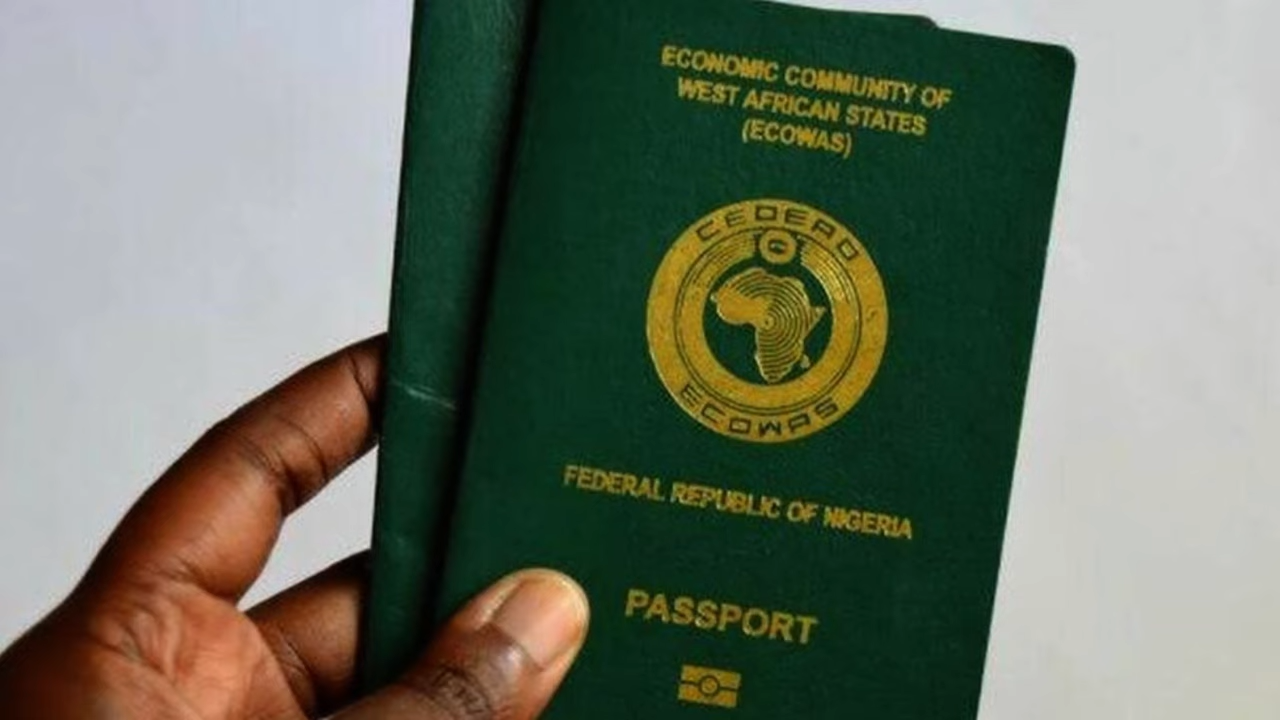 ECONOMIC COMMUNITY OF
WEST AFRICAN STATES
(ECOWAS)
CEDEAO
ECOWAS
FEDERAL REPUBLIC OF NIGERIA
PASSPORT